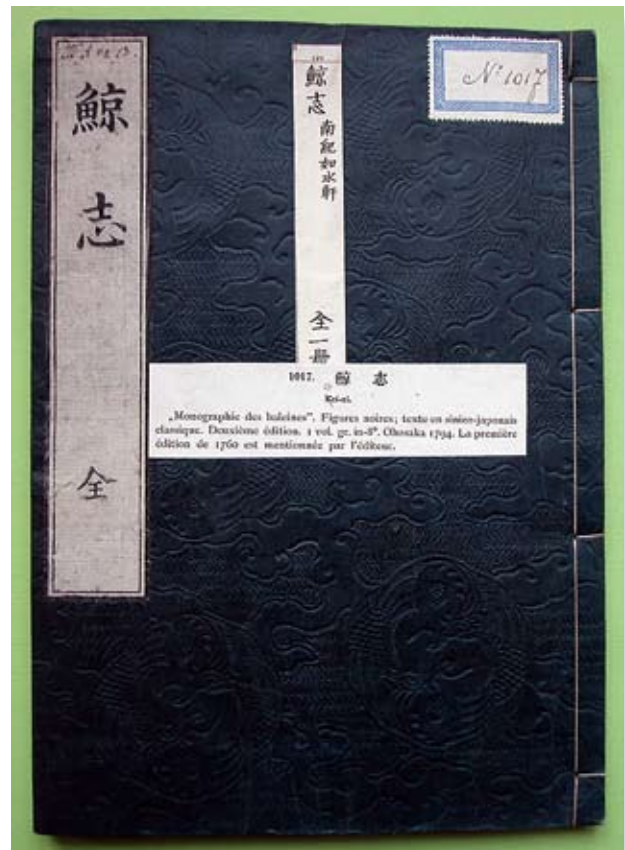 鯨志
全
鯨志 南紀如水軒
全一冊
Nº 1017
1017. 鯨 志
Kei-si.
„Monographie des baleines". Figures noires; texte en sinico-japonais
classique. Deuxième édition. 1 vol. gr. in-8°. Ohosaka 1794. La première
édition de 1760 est mentionnée par l'éditeur.